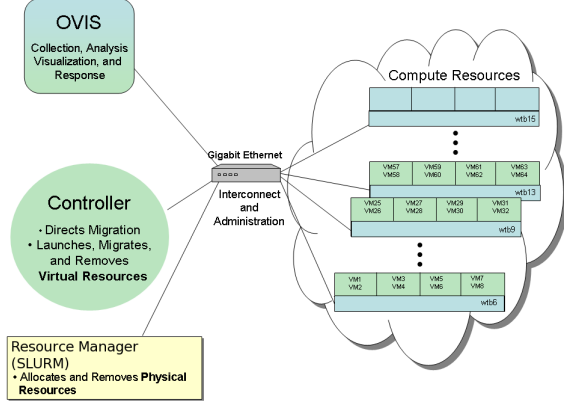 OVIS
Collection, Analysis
Visualization, and
Response
Compute Resources
wtb15
Gigabit Ethernet
Interconnect
and
Administration
VM57 VM59 VM61 VM63
VM58 VM60 VM62 VM64
wtb13
VM25 VM27 VM29 VM31
VM26 VM28 VM30 VM32
wtb9
Controller
• Directs Migration
• Launches, Migrates,
and Removes
Virtual Resources
VM1 VM3 VM5 VM7
VM2 VM4 VM6 VM8
wtb6
Resource Manager
(SLURM)
• Allocates and Removes Physical
Resources